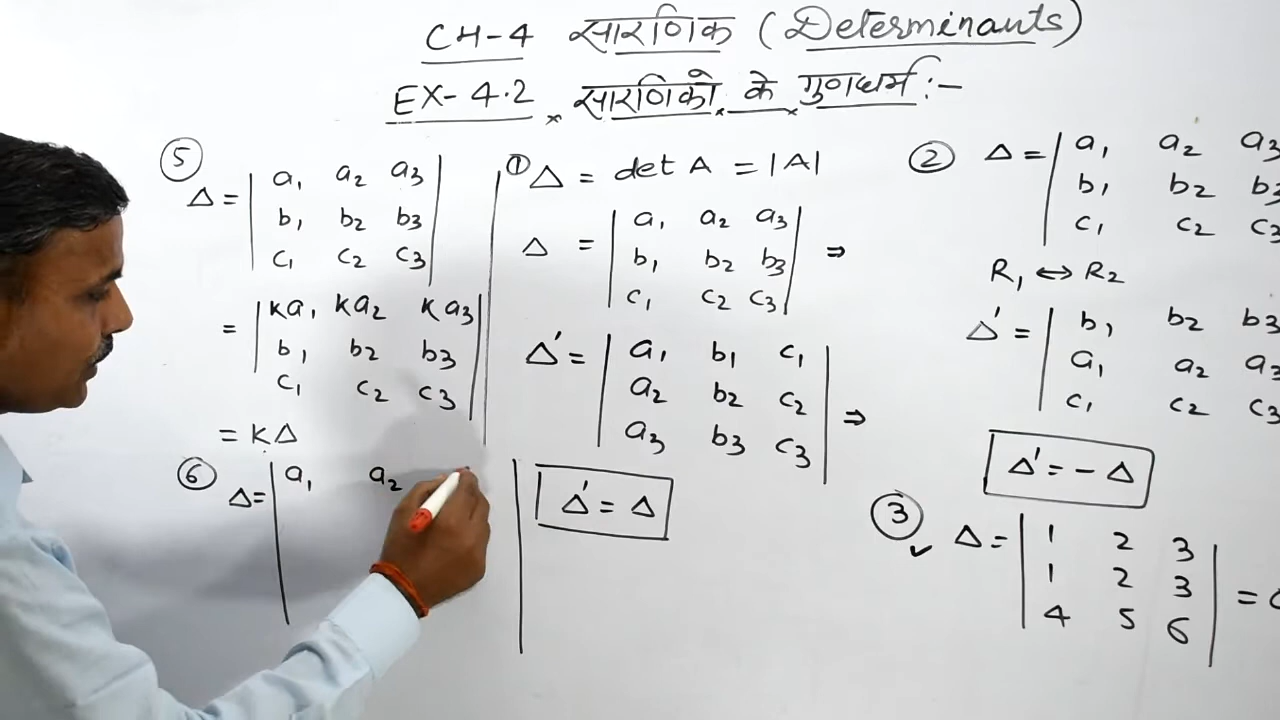 CH-4 सारणिक (Determinants)
EX-4.2 सारणिको के गुणधर्म :-
5
Δ = | a₁ a₂ a₃ |
b₁ b₂ b₃
c₁ c₂ c₃
= | Ka₁ Ka₂ Ka₃ |
b₁ b₂ b₃
c₁ c₂ c₃
= KΔ
6
Δ= | a₁ a₂
① Δ = det A = |A|
Δ = | a₁ a₂ a₃ | ⇒
b₁ b₂ b₃
c₁ c₂ c₃
Δ' = | a₁ b₁ c₁ |
a₂ b₂ c₂ ⇒
a₃ b₃ c₃
Δ' = Δ
2 Δ = | a₁ a₂ a₃
b₁ b₂ b₃
c₁ c₂ c₃
R₁ ↔ R₂
Δ' = | b₁ b₂ b₃
a₁ a₂ a₃
c₁ c₂ c₃
Δ' = - Δ
3 ✓ Δ = | 1 2 3 |
1 2 3 =
4 5 6